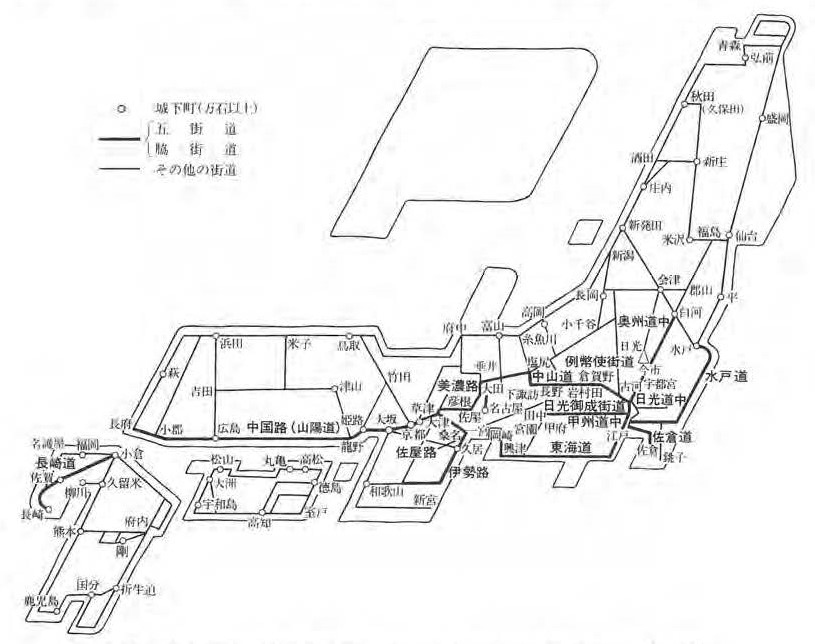 城下町(万石以上)
五街道
脇街道
その他の街道
青森
弘前
秋田
(久保田)
盛岡
酒田
新庄
庄内
新発田
米沢
福島
仙台
新潟
会津
郡山
平
長岡
白河
奥州道中
小千谷
高岡
糸魚川
府中
富山
日光
水戸
例幣使街道
今市
水戸道
塩尻
垂井
中山道
倉賀野
古河
宇都宮
美濃路
太田
下諏訪
長野
岩村田
日光道中
彦根
名古屋
日光御成街道
田中
甲州道中
佐屋
宮
岡崎
宮園
甲府
江戸
佐倉道
佐倉
銚子
興津
東海道
浜田
米子
鳥取
竹田
萩
吉田
津山
草津
姫路
大坂
大津
京都
桑名
長府
小郡
広島
中国路(山陽道)
龍野
佐屋路
久居
伊勢路
和歌山
新宮
名護屋
福岡
小倉
長崎道
佐賀
柳川
久留米
長崎
松山
丸亀
高松
大洲
徳島
宇和島
高知
室戸
熊本
府内
剛
国分
折生迫
鹿児島